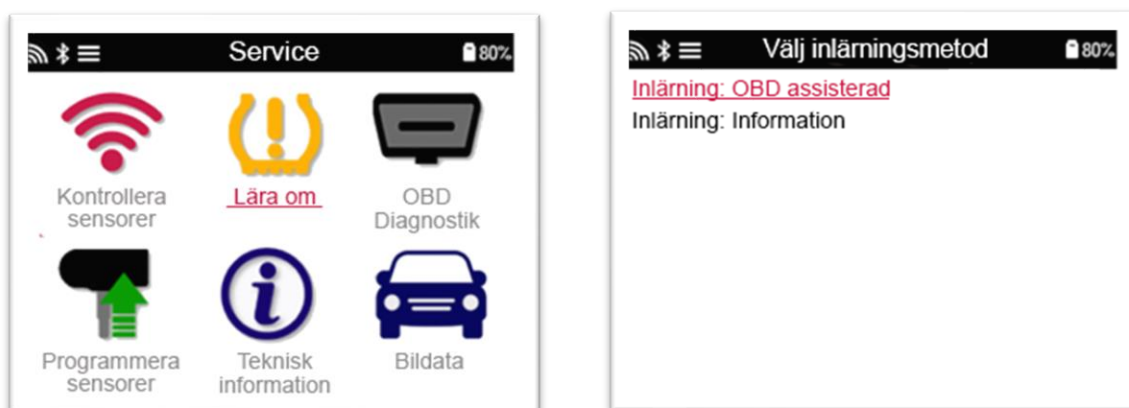 Service
80%
Kontrollera
sensorer
Lära om
OBD
Diagnostik
Programmera
sensorer
Teknisk
information
Bildata
Välj inlärningsmetod
80%
Inlärning: OBD assisterad
Inlärning: Information